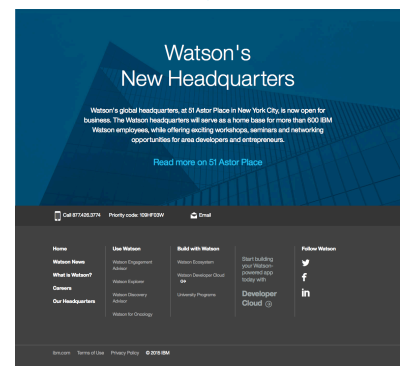 Watson's
New Headquarters
Watson's global headquarters, at 51 Astor Place in New York City, is now open for
business. The Watson headquarters will serve as a home base for more than 600 IBM
Watson employees, while offering exciting workshops, seminars and networking
opportunities for area developers and entrepreneurs.
Read more on 51 Astor Place
Call 877.426.3774 Priority code: 109HF03W Email
Home
Watson News
What is Watson?
Careers
Our Headquarters
Use Watson
Watson Engagement
Advisor
Watson Explorer
Watson Discovery
Advisor
Watson for Oncology
Build with Watson
Watson Ecosystem
Watson Developer Cloud
University Programs
Start building
your Watson-
powered app
today with
Developer
Cloud
Follow Watson
ibm.com Terms of Use Privacy Policy © 2015 IBM